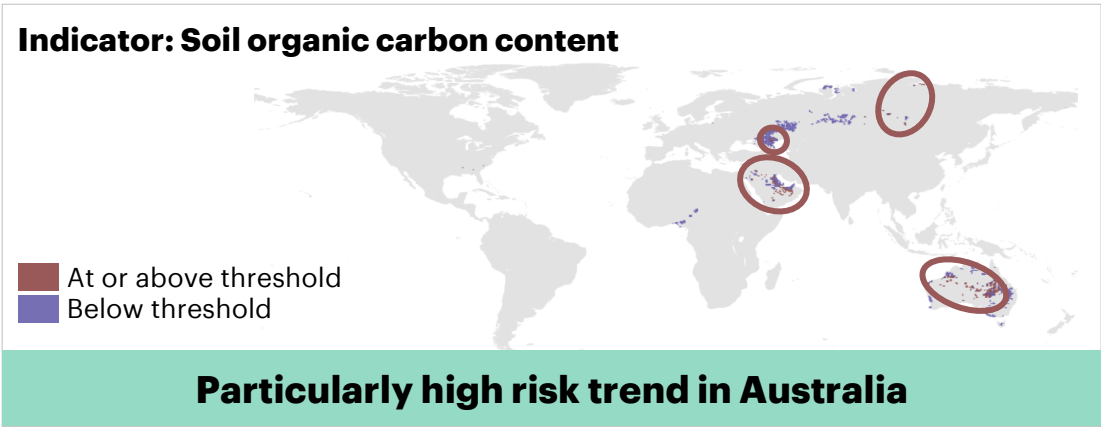 Indicator: Soil organic carbon content
At or above threshold
Below threshold
Particularly high risk trend in Australia